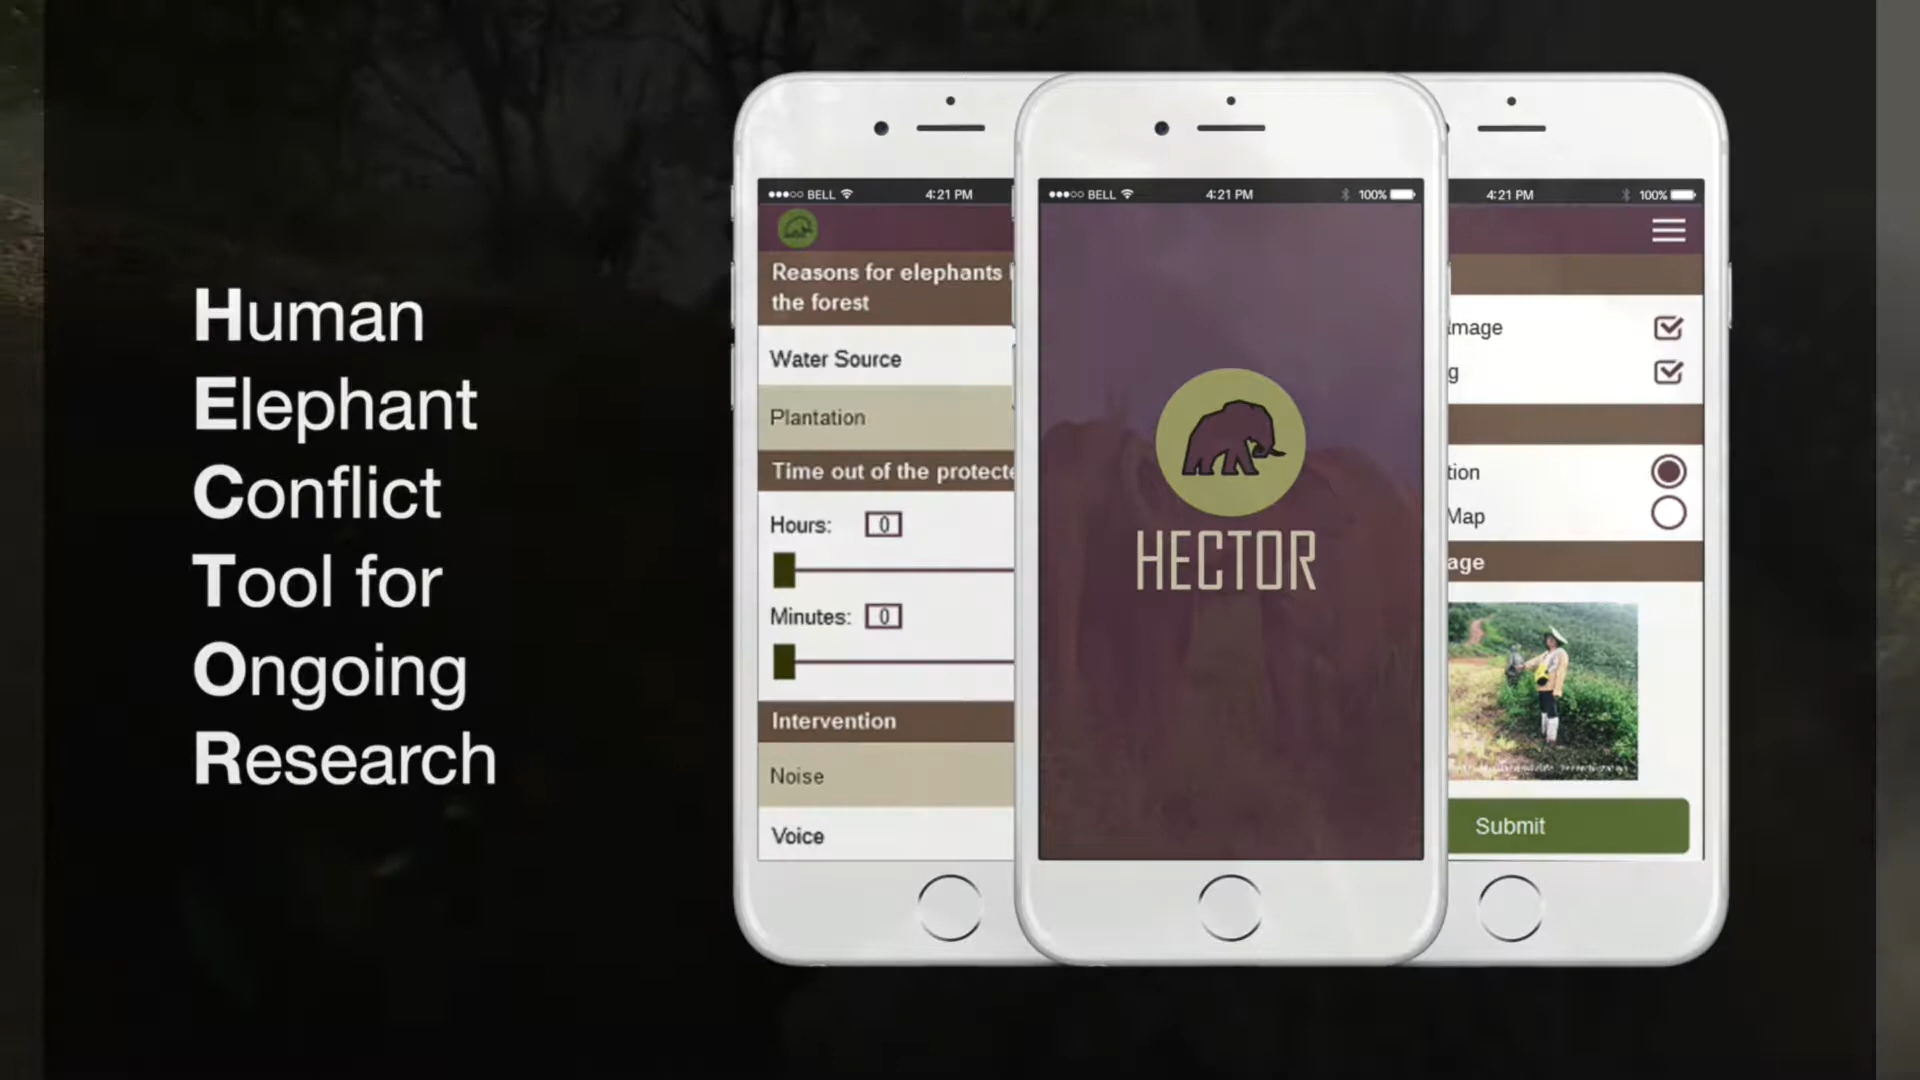 Human
Elephant
Conflict
Tool for
Ongoing
Research
BELL
4:21 PM
Reasons for elephants
the forest
Water Source
Plantation
Time out of the protecte
Hours: 0
Minutes: 0
Intervention
Noise
Voice
BELL
4:21 PM
100%
HECTOR
4:21 PM
100%
mage
g
tion
Map
age
Submit